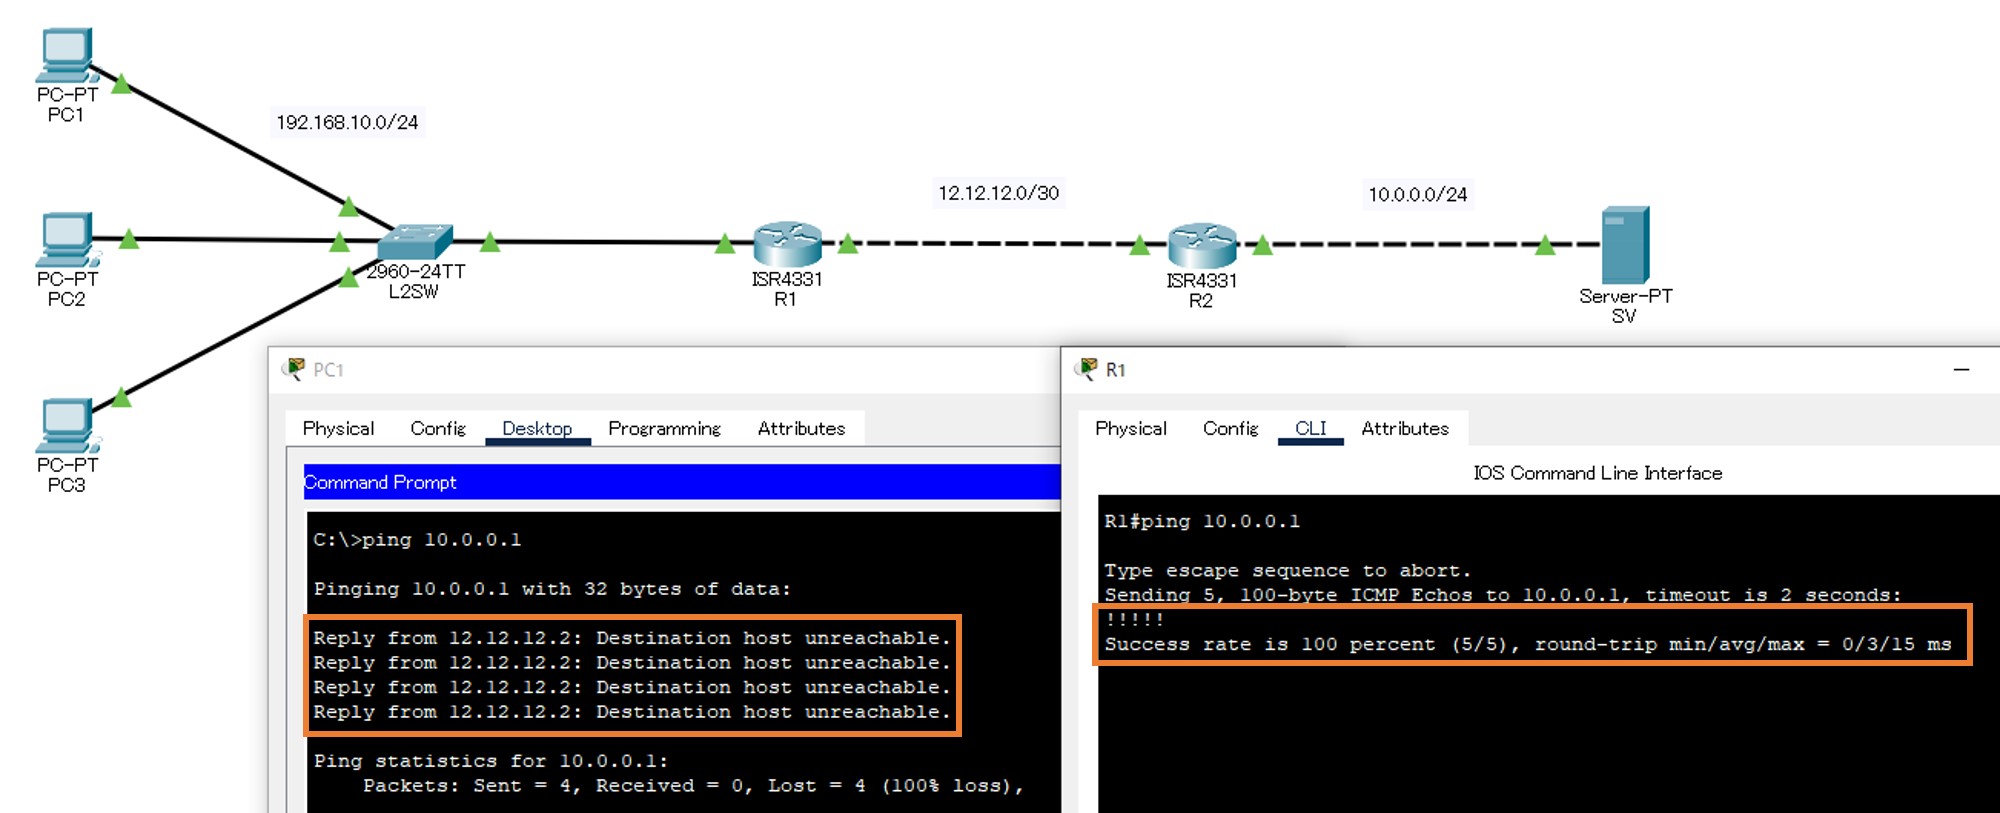 PC-PT
PC1
192.168.10.0/24
PC-PT
PC2
2960-24TT
L2SW
ISR4331
R1
12.12.12.0/30
ISR4331
R2
10.0.0.0/24
Server-PT
SV
PC-PT
PC3
PC1
Physical Config Desktop Programming Attributes
Command Prompt
C:\>ping 10.0.0.1
Pinging 10.0.0.1 with 32 bytes of data:
Reply from 12.12.12.2: Destination host unreachable.
Reply from 12.12.12.2: Destination host unreachable.
Reply from 12.12.12.2: Destination host unreachable.
Reply from 12.12.12.2: Destination host unreachable.
Ping statistics for 10.0.0.1:
Packets: Sent = 4, Received = 0, Lost = 4 (100% loss),
R1
Physical Config CLI Attributes
IOS Command Line Interface
R1#ping 10.0.0.1
Type escape sequence to abort.
Sending 5, 100-byte ICMP Echos to 10.0.0.1, timeout is 2 seconds:
!!!!!
Success rate is 100 percent (5/5), round-trip min/avg/max = 0/3/15 ms